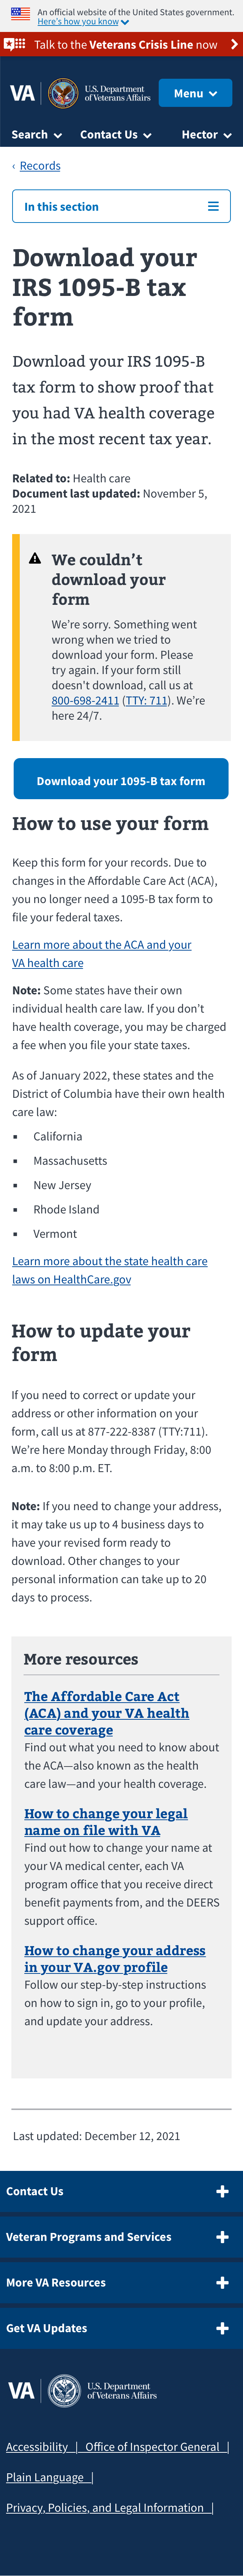 An official website of the United States government.
Here's how you know
Talk to the Veterans Crisis Line now
VA
U.S. Department
of Veterans Affairs
Menu
Search
Contact Us
Hector
‹ Records
In this section
Download your
IRS 1095-B tax
form
Download your IRS 1095-B
tax form to show proof that
you had VA health coverage
in the most recent tax year.
Related to: Health care
Document last updated: November 5,
2021
We couldn't
download your
form
We're sorry. Something went
wrong when we tried to
download your form. Please
try again. If your form still
doesn't download, call us at
800-698-2411 (TTY: 711). We're
here 24/7.
Download your 1095-B tax form
How to use your form
Keep this form for your records. Due to
changes in the Affordable Care Act (ACA),
you no longer need a 1095-B tax form to
file your federal taxes.
Learn more about the ACA and your
VA health care
Note: Some states have their own
individual health care law. If you don't
have health coverage, you may be charged
a fee when you file your state taxes.
As of January 2022, these states and the
District of Columbia have their own health
care law:
▪ California
▪ Massachusetts
▪ New Jersey
▪ Rhode Island
▪ Vermont
Learn more about the state health care
laws on HealthCare.gov
How to update your
form
If you need to correct or update your
address or other information on your
form, call us at 877-222-8387 (TTY:711).
We're here Monday through Friday, 8:00
a.m. to 8:00 p.m. ET.
Note: If you need to change your address,
it may take us up to 4 business days to
have your revised form ready to
download. Other changes to your
personal information can take up to 20
days to process.
More resources
The Affordable Care Act
(ACA) and your VA health
care coverage
Find out what you need to know about
the ACA—also known as the health
care law—and your health coverage.
How to change your legal
name on file with VA
Find out how to change your name at
your VA medical center, each VA
program office that you receive direct
benefit payments from, and the DEERS
support office.
How to change your address
in your VA.gov profile
Follow our step-by-step instructions
on how to sign in, go to your profile,
and update your address.
Last updated: December 12, 2021
Contact Us
Veteran Programs and Services
More VA Resources
Get VA Updates
VA
U.S. Department
of Veterans Affairs
Accessibility | Office of Inspector General |
Plain Language |
Privacy, Policies, and Legal Information |